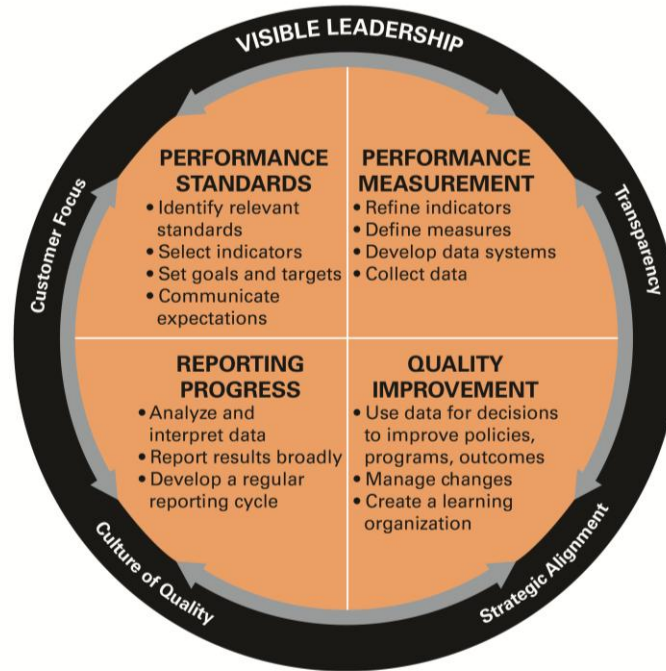 VISIBLE LEADERSHIP
Customer Focus
Transparency
PERFORMANCE
STANDARDS
• Identify relevant
standards
• Select indicators
• Set goals and targets
• Communicate
expectations
PERFORMANCE
MEASUREMENT
• Refine indicators
• Define measures
• Develop data systems
• Collect data
REPORTING
PROGRESS
• Analyze and
interpret data
• Report results broadly
• Develop a regular
reporting cycle
QUALITY
IMPROVEMENT
• Use data for decisions
to improve policies,
programs, outcomes
• Manage changes
• Create a learning
organization
Culture of Quality
Strategic Alignment